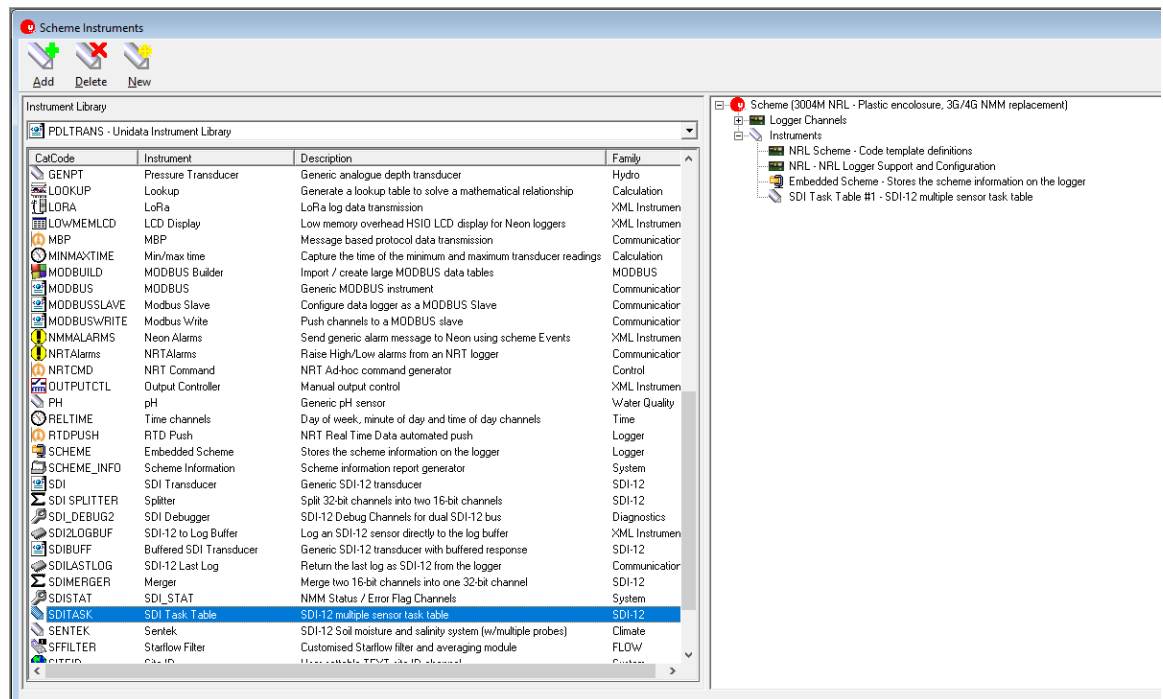 Scheme Instruments
Add Delete New
Instrument Library
PDLTRANS - Unidata Instrument Library
CatCode Instrument Description Family
GENPT Pressure Transducer Generic analogue depth transducer Hydro
LOOKUP Lookup Generate a lookup table to solve a mathematical relationship Calculation
LORA LoRa LoRa log data transmission XML Instrumen
LOWMEMLCD LCD Display Low memory overhead HSIO LCD display for Neon loggers XML Instrumen
MBP MBP Message based protocol data transmission Communication
MINMAXTIME Min/max time Capture the time of the minimum and maximum transducer readings Calculation
MODBUILD MODBUS Builder Import / create large MODBUS data tables MODBUS
MODBUS MODBUS Generic MODBUS instrument Communication
MODBUSSLAVE Modbus Slave Configure data logger as a MODBUS Slave Communication
MODBUSWRITE Modbus Write Push channels to a MODBUS slave Communication
NMMALARMS Neon Alarms Send generic alarm message to Neon using scheme Events XML Instrumen
NRTAlarms NRTAlarms Raise High/Low alarms from an NRT logger Communication
NRTCMD NRT Command NRT Ad-hoc command generator Control
OUTPUTCTL Output Controller Manual output control XML Instrumen
PH pH Generic pH sensor Water Quality
RELTIME Time channels Day of week, minute of day and time of day channels Time
RTDPUSH RTD Push NRT Real Time Data automated push Logger
SCHEME Embedded Scheme Stores the scheme information on the logger Logger
SCHEME_INFO Scheme Information Scheme information report generator System
SDI SDI Transducer Generic SDI-12 transducer SDI-12
SDI SPLITTER Splitter Split 32-bit channels into two 16-bit channels SDI-12
SDI_DEBUG2 SDI Debugger SDI-12 Debug Channels for dual SDI-12 bus Diagnostics
SDI2LOGBUF SDI-12 to Log Buffer Log an SDI-12 sensor directly to the log buffer XML Instrumen
SDIBUFF Buffered SDI Transducer Generic SDI-12 transducer with buffered response SDI-12
SDILASTLOG SDI-12 Last Log Return the last log as SDI-12 from the logger Communication
SDIMERGER Merger Merge two 16-bit channels into one 32-bit channel SDI-12
SDISTAT SDI_STAT NMM Status / Error Flag Channels System
SDITASK SDI Task Table SDI-12 multiple sensor task table SDI-12
SENTEK Sentek SDI-12 Soil moisture and salinity system (w/multiple probes) Climate
SFFILTER Starflow Filter Customised Starflow filter and averaging module FLOW
Scheme (3004M NRL - Plastic encolosure, 3G/4G NMM replacement)
Logger Channels
Instruments
NRL Scheme - Code template definitions
NRL - NRL Logger Support and Configuration
Embedded Scheme - Stores the scheme information on the logger
SDI Task Table #1 - SDI-12 multiple sensor task table